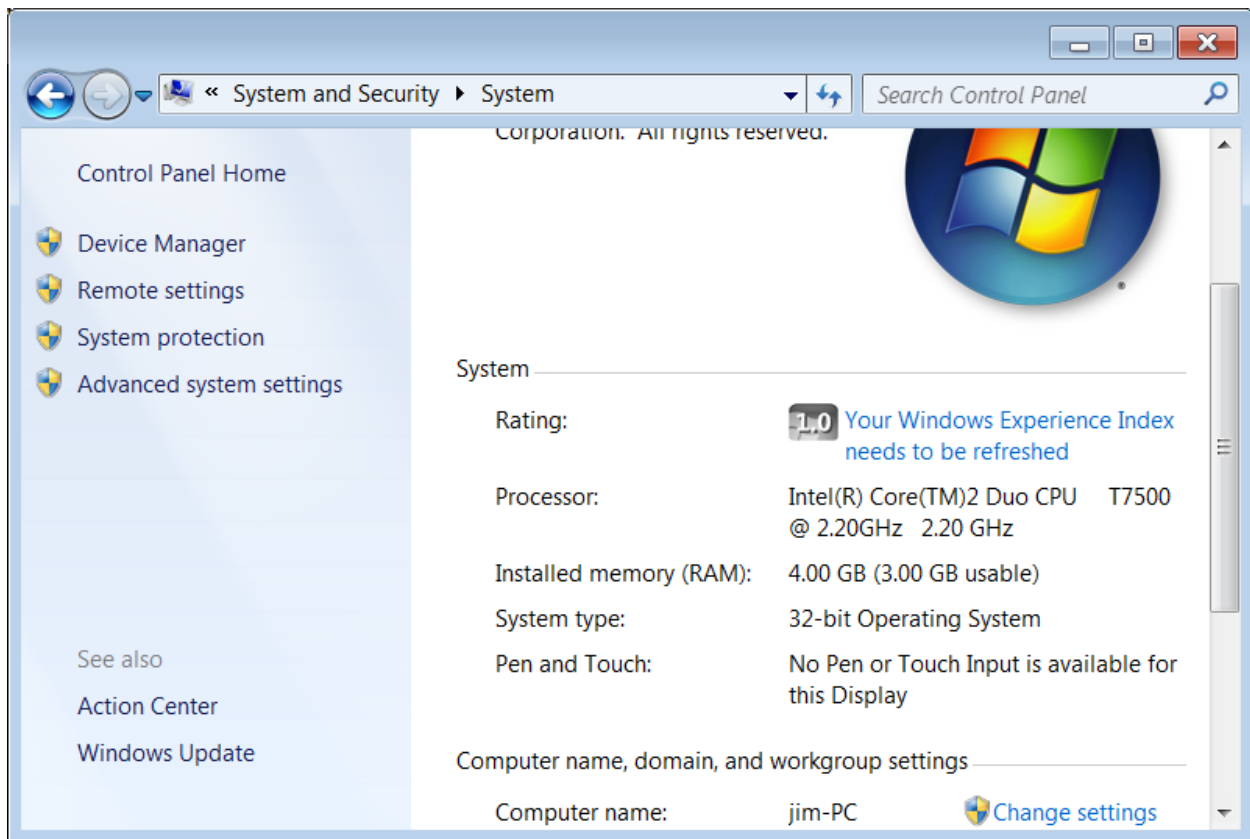 « System and Security ▸ System
Search Control Panel
Control Panel Home
Device Manager
Remote settings
System protection
Advanced system settings
See also
Action Center
Windows Update
Corporation. All rights reserved.
System
Rating:
1.0
Your Windows Experience Index
needs to be refreshed
Processor:
Intel(R) Core(TM)2 Duo CPU T7500
@ 2.20GHz 2.20 GHz
Installed memory (RAM):
4.00 GB (3.00 GB usable)
System type:
32-bit Operating System
Pen and Touch:
No Pen or Touch Input is available for
this Display
Computer name, domain, and workgroup settings
Computer name:
jim-PC
Change settings